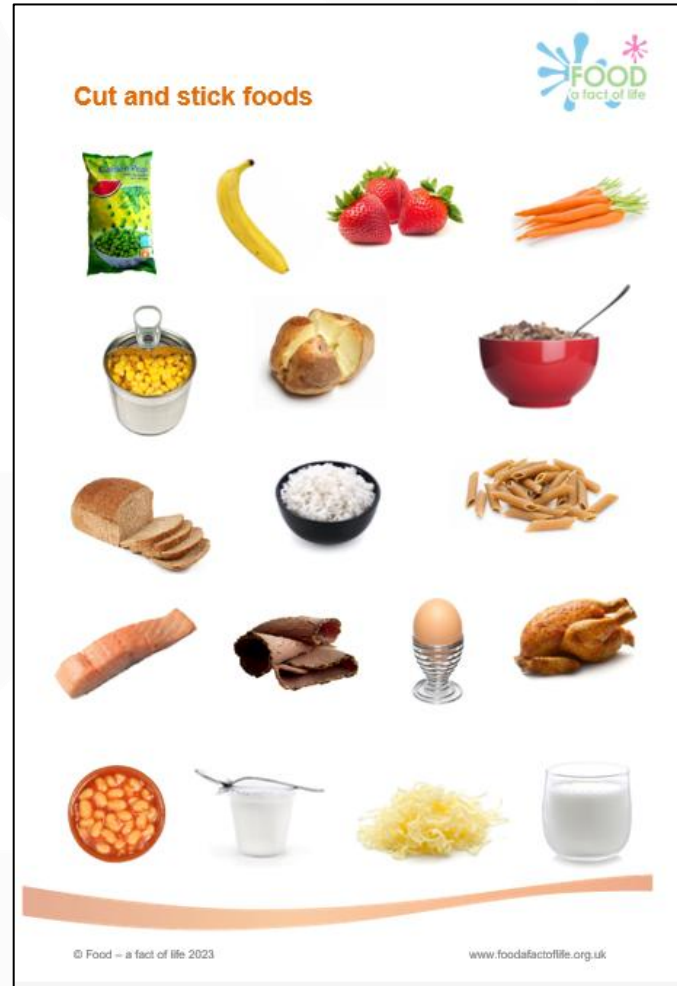 FOOD
a fact of life
Cut and stick foods
© Food – a fact of life 2023
www.foodafactoflife.org.uk